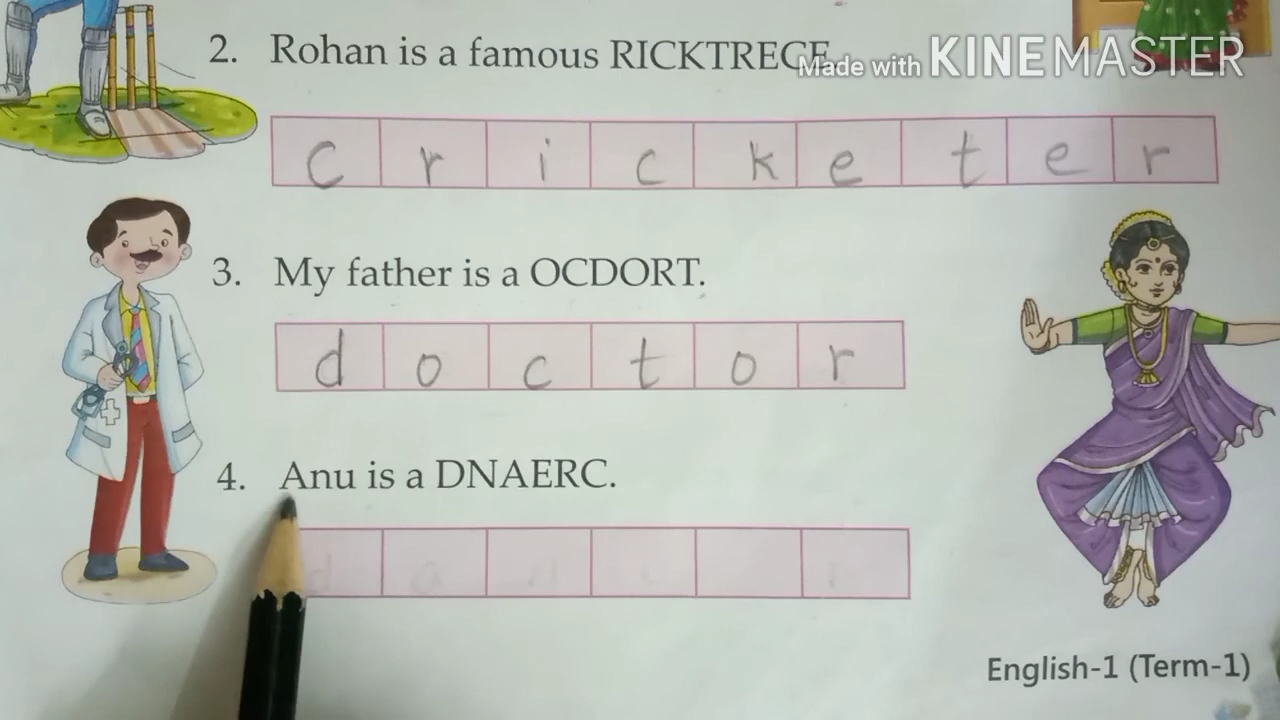 2. Rohan is a famous RICKTRECE
Made with KINEMASTER
c r i c k e t e r
3. My father is a OCDORT.
d o c t o r
4. Anu is a DNAERC.
English-1 (Term-1)